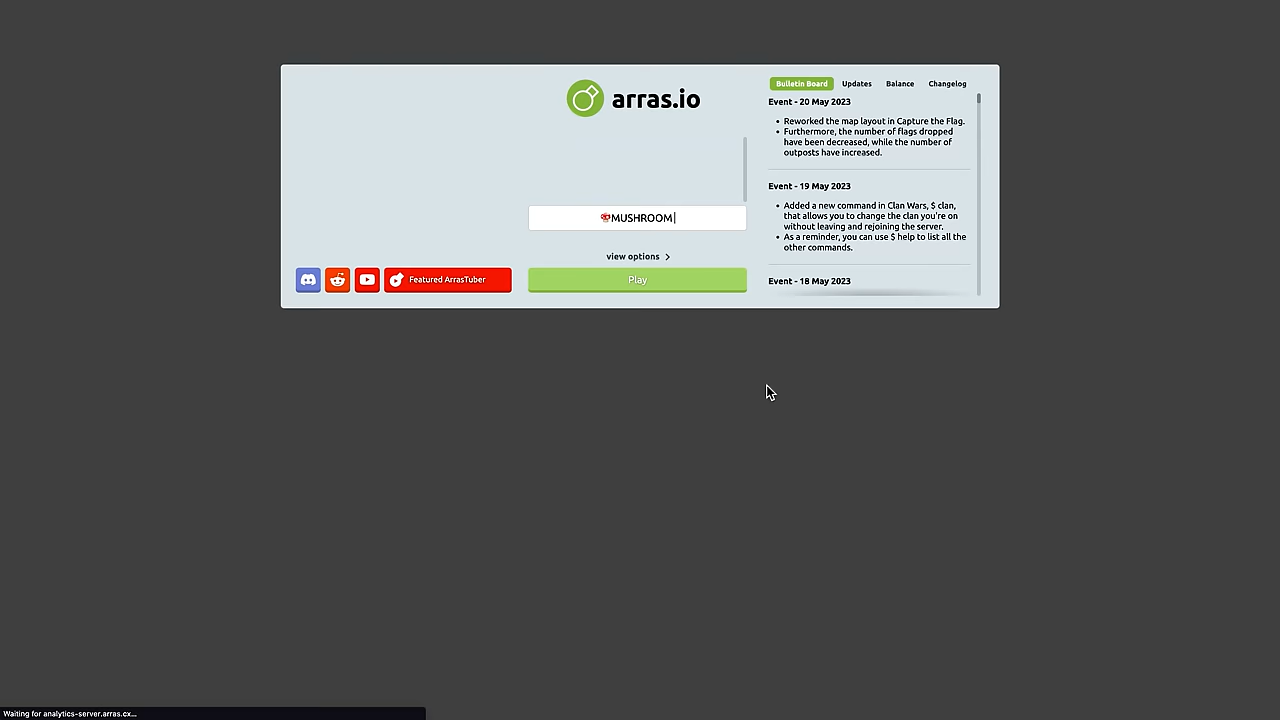 arras.io
🍄MUSHROOM
view options
Play
Featured ArrasTuber
Bulletin Board
Updates
Balance
Changelog
Event - 20 May 2023
• Reworked the map layout in Capture the Flag.
• Furthermore, the number of flags dropped
have been decreased, while the number of
outposts have increased.
Event - 19 May 2023
• Added a new command in Clan Wars, $ clan,
that allows you to change the clan you're on
without leaving and rejoining the server.
• As a reminder, you can use $ help to list all the
other commands.
Event - 18 May 2023
Waiting for analytics-server.arras.cx...